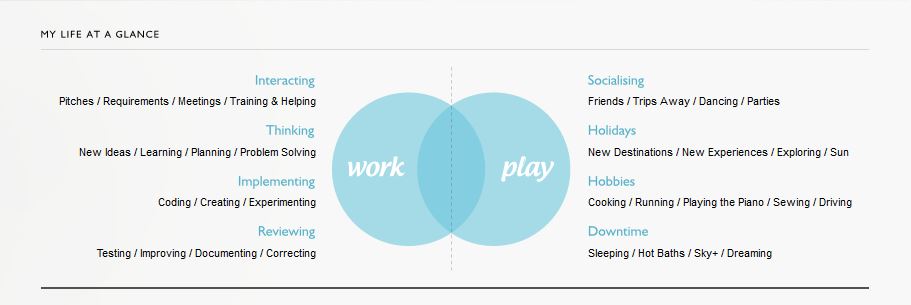 MY LIFE AT A GLANCE
Interacting
Pitches / Requirements / Meetings / Training & Helping
Thinking
New Ideas / Learning / Planning / Problem Solving
Implementing
Coding / Creating / Experimenting
Reviewing
Testing / Improving / Documenting / Correcting
work
play
Socialising
Friends / Trips Away / Dancing / Parties
Holidays
New Destinations / New Experiences / Exploring / Sun
Hobbies
Cooking / Running / Playing the Piano / Sewing / Driving
Downtime
Sleeping / Hot Baths / Sky+ / Dreaming